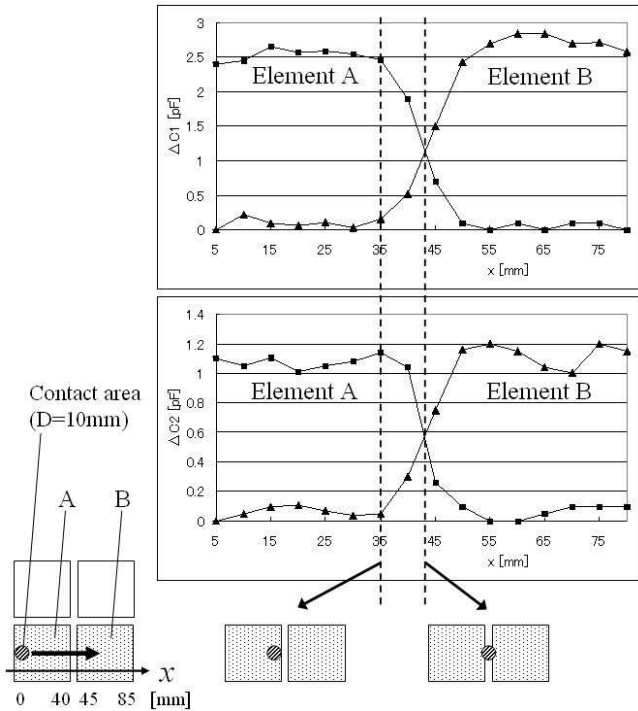 3
2.5
2
1.5
1
0.5
0
Element A
Element B
ΔC1 [pF]
5 15 25 35 45 55 65 75
x [mm]
1.4
1.2
1
0.8
0.6
0.4
0.2
0
Element A
Element B
ΔC2 [pF]
5 15 25 35 45 55 65 75
x [mm]
Contact area
(D=10mm)
A B
x
0 40 45 85 [mm]